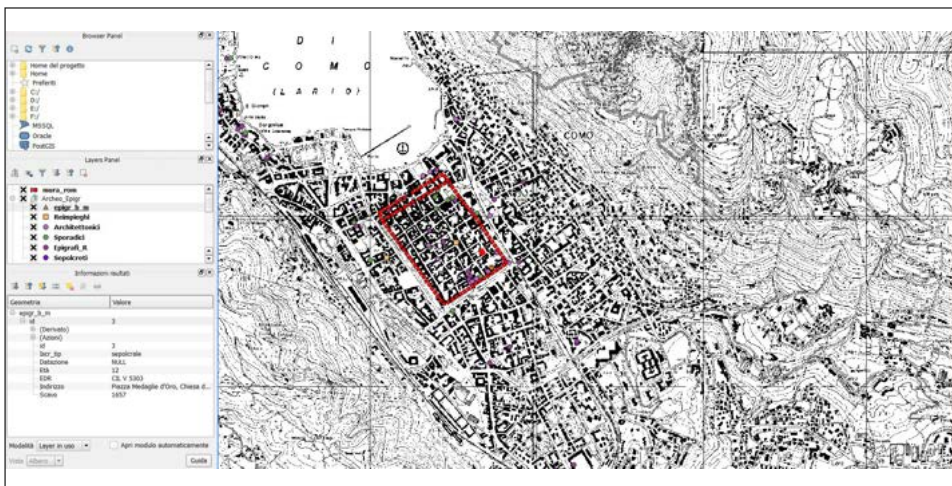 Browser Panel
Home del progetto
Home
Preferiti
C:/
D:/
E:/
F:/
MSSQL
Oracle
PostGIS
Layers Panel
mura_rom
Archeo_Epigr
epigr_b_m
Reimpieghi
Architettonici
Sporadici
Epigrafi_R
Sepolcreti
Informazioni risultati
Geometria Valore
epigr_b_m
id 3
(Derivato)
(Azioni)
id 3
Iscr_tip sepolcrale
Datazione NULL
Età 12
EDR CIL V 5303
Indirizzo Piazza Medaglie d'Oro, Chiesa d...
Scavo 1657
Modalità Layer in uso Apri modulo automaticamente
Vista Albero Guida
D I
C O M O
(LARIO)
COMO